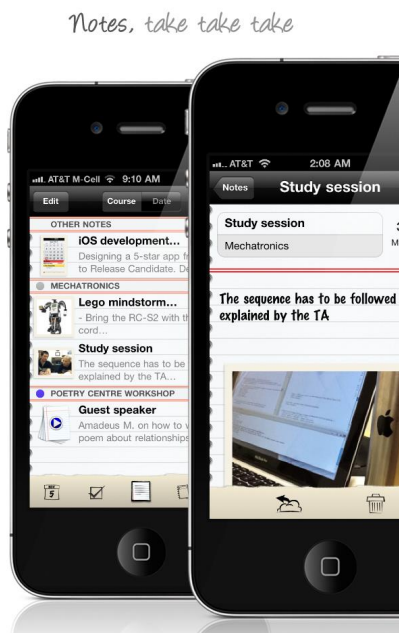 Notes, take take take
AT&T M-Cell 9:10 AM
Edit
Course
Date
OTHER NOTES
iOS development...
Designing a 5-star app
to Release Candidate.
MECHATRONICS
Lego mindstorm...
- Bring the RC-S2 with
cord...
Study session
The sequence has to be
explained by the TA...
POETRY CENTRE WORKSHOP
Guest speaker
Amadeus M. on how to
poem about relationships
5
AT&T 2:08 AM
Notes
Study session
Study session
Mechatronics
The sequence has to be followed
explained by the TA